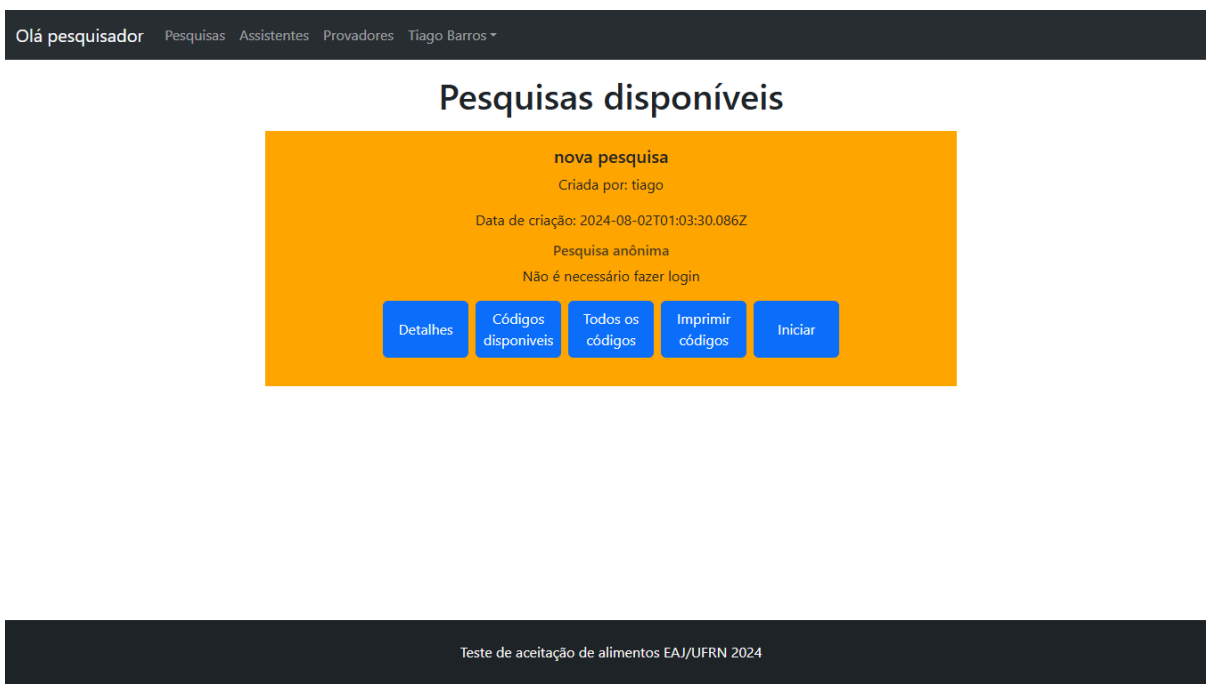 Olá pesquisador Pesquisas Assistentes Provadores Tiago Barros
Pesquisas disponíveis
nova pesquisa
Criada por: tiago
Data de criação: 2024-08-02T01:03:30.086Z
Pesquisa anônima
Não é necessário fazer login
Detalhes
Códigos
disponiveis
Todos os
códigos
Imprimir
códigos
Iniciar
Teste de aceitação de alimentos EAJ/UFRN 2024